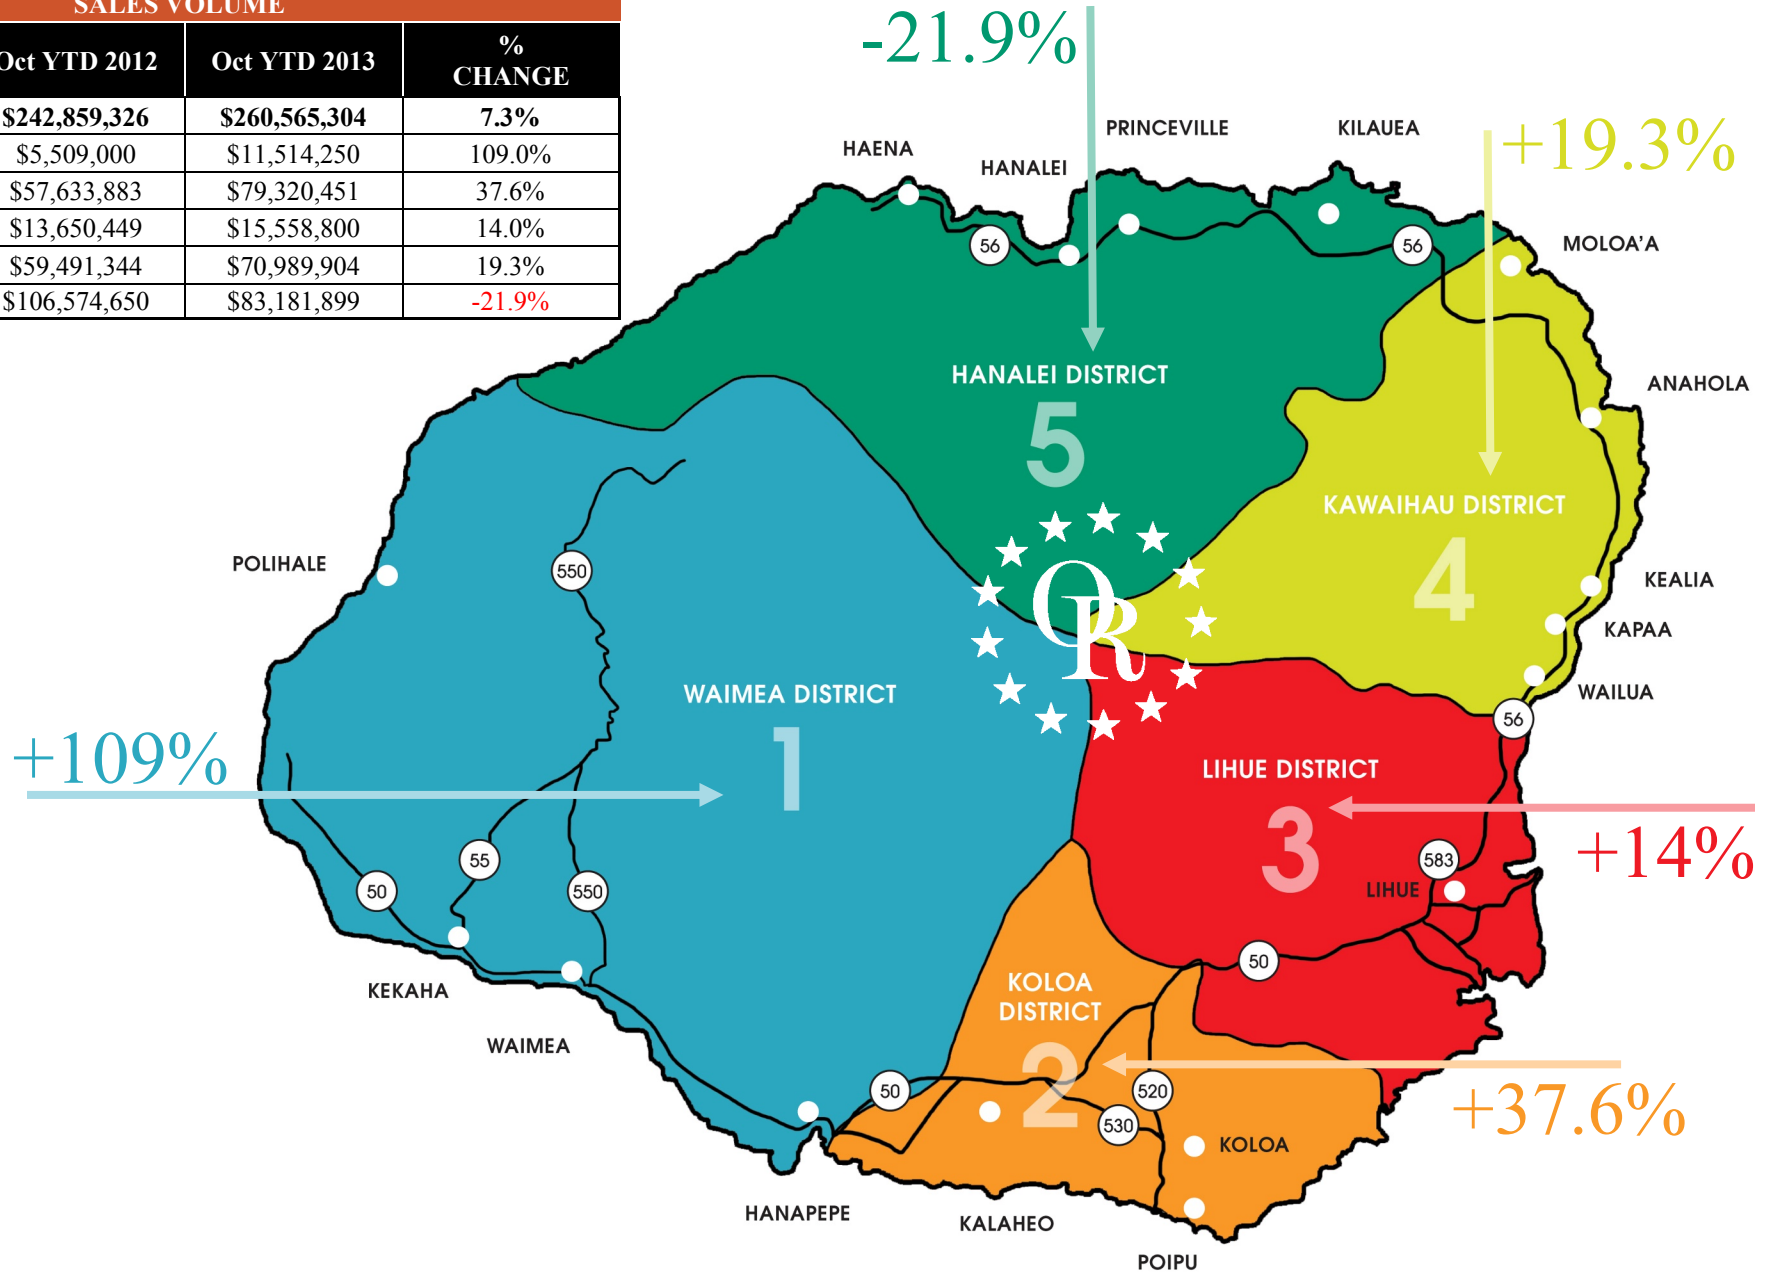 SALES VOLUME
Oct YTD 2012 Oct YTD 2013 % CHANGE
$242,859,326 $260,565,304 7.3%
$5,509,000 $11,514,250 109.0%
$57,633,883 $79,320,451 37.6%
$13,650,449 $15,558,800 14.0%
$59,491,344 $70,989,904 19.3%
$106,574,650 $83,181,899 -21.9%
-21.9%
+19.3%
HAENA
HANALEI
PRINCEVILLE
KILAUEA
MOLOA'A
56
56
HANALEI DISTRICT
5
ANAHOLA
KAWAIHAU DISTRICT
4
POLIHALE
550
KEALIA
KAPAA
WAILUA
OR
WAIMEA DISTRICT
1
56
+109%
LIHUE DISTRICT
3
+14%
583
LIHUE
55
50
550
50
KEKAHA
WAIMEA
KOLOA
DISTRICT
2
50
520
530
+37.6%
KOLOA
HANAPEPE
KALAHEO
POIPU